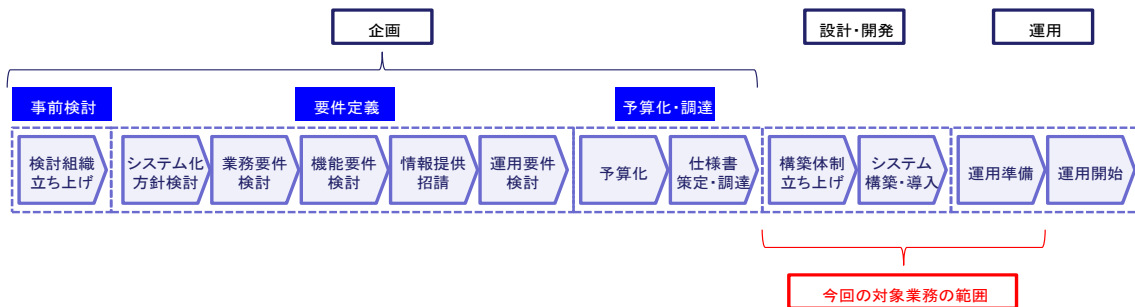 企画
設計・開発
運用
事前検討
要件定義
予算化・調達
検討組織
立ち上げ
システム化
方針検討
業務要件
検討
機能要件
検討
情報提供
招請
運用要件
検討
予算化
仕様書
策定・調達
構築体制
立ち上げ
システム
構築・導入
運用準備
運用開始
今回の対象業務の範囲